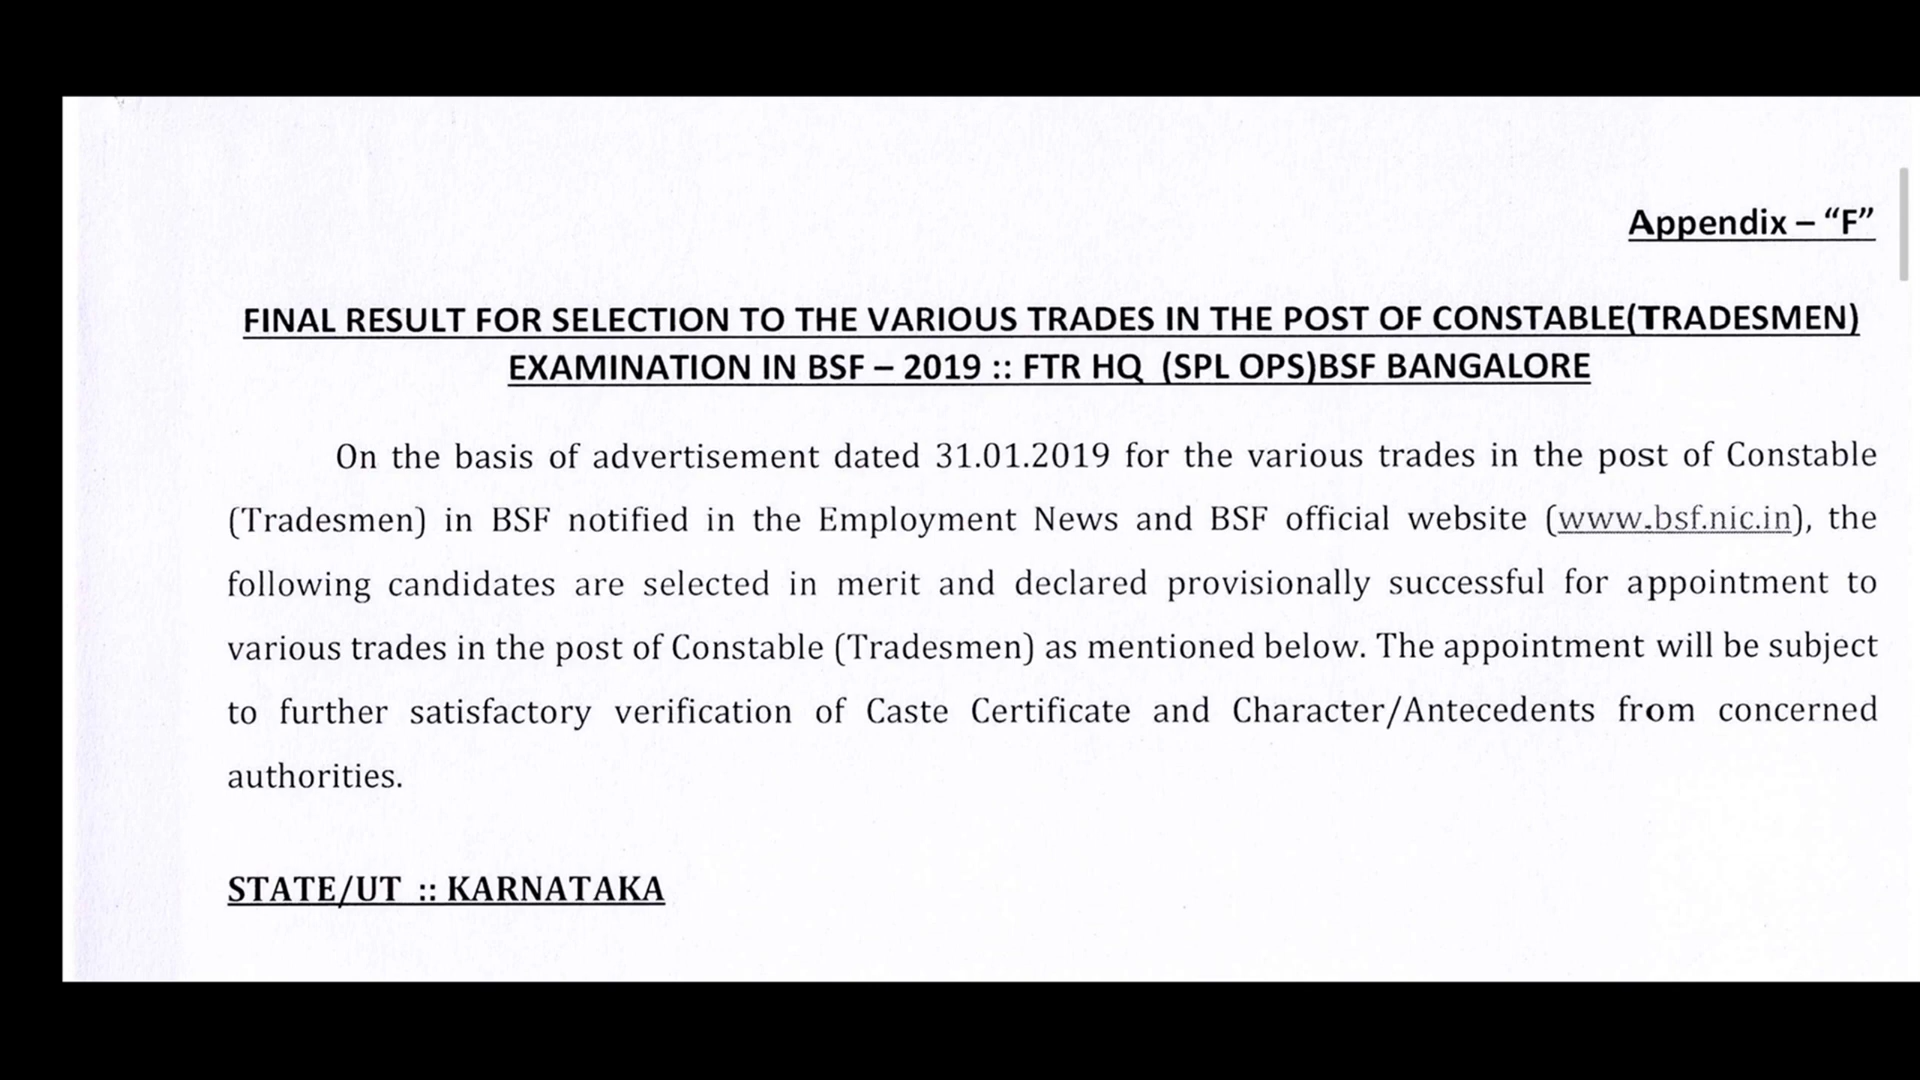 Appendix – “F”
FINAL RESULT FOR SELECTION TO THE VARIOUS TRADES IN THE POST OF CONSTABLE(TRADESMEN)
EXAMINATION IN BSF – 2019 :: FTR HQ (SPL OPS)BSF BANGALORE
On the basis of advertisement dated 31.01.2019 for the various trades in the post of Constable
(Tradesmen) in BSF notified in the Employment News and BSF official website (www.bsf.nic.in), the
following candidates are selected in merit and declared provisionally successful for appointment to
various trades in the post of Constable (Tradesmen) as mentioned below. The appointment will be subject
to further satisfactory verification of Caste Certificate and Character/Antecedents from concerned
authorities.
STATE/UT :: KARNATAKA